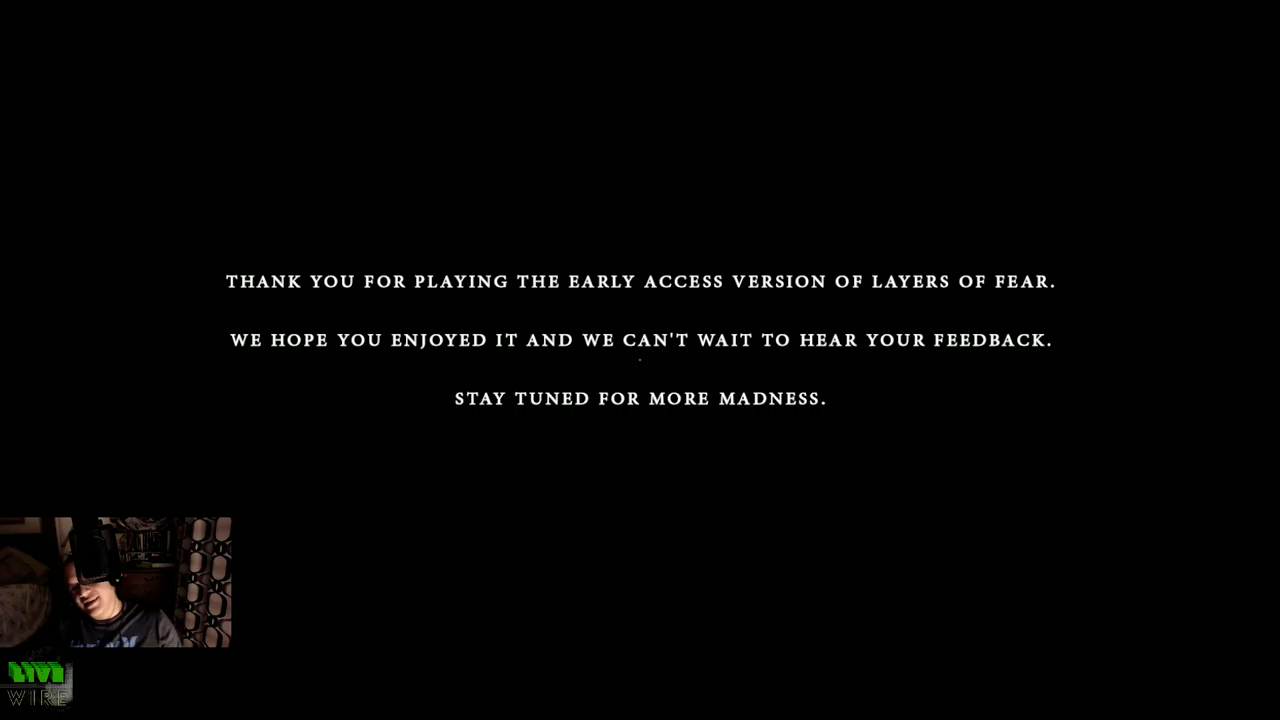 THANK YOU FOR PLAYING THE EARLY ACCESS VERSION OF LAYERS OF FEAR.
WE HOPE YOU ENJOYED IT AND WE CAN'T WAIT TO HEAR YOUR FEEDBACK.
STAY TUNED FOR MORE MADNESS.
LIVE
WIRE